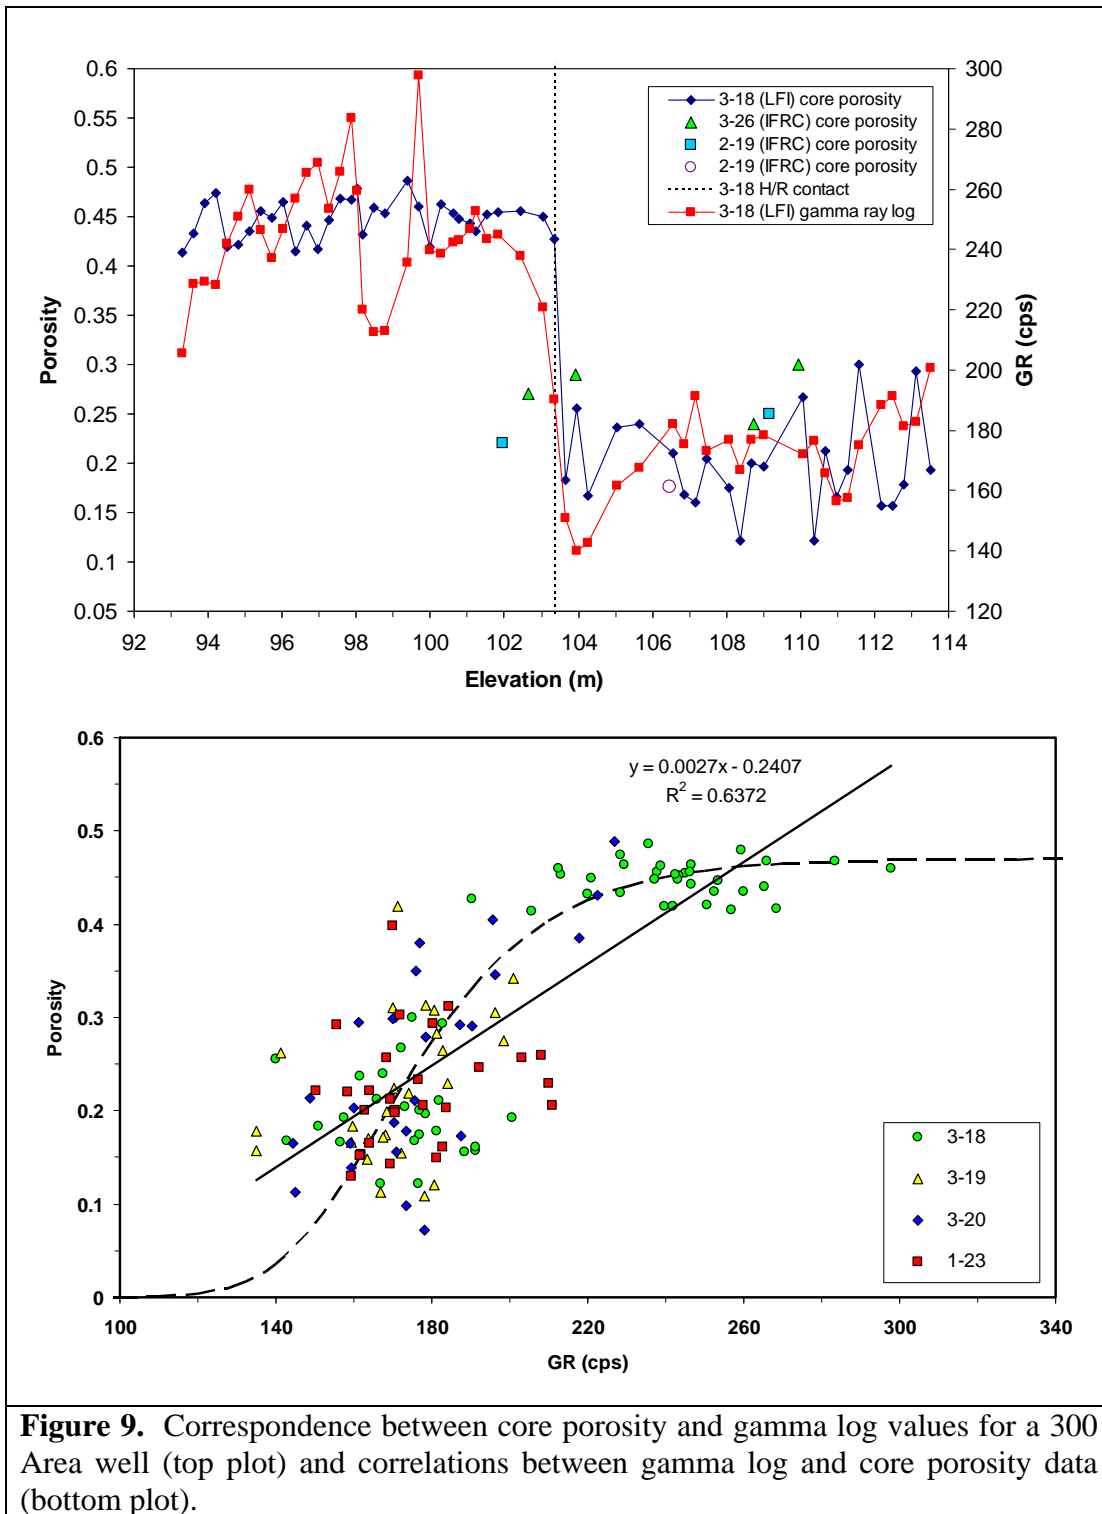 0.6
0.55
0.5
0.45
0.4
0.35
0.3
0.25
0.2
0.15
0.1
0.05
Porosity
300
280
260
240
220
200
180
160
140
120
GR (cps)
3-18 (LFI) core porosity
3-26 (IFRC) core porosity
2-19 (IFRC) core porosity
2-19 (IFRC) core porosity
3-18 H/R contact
3-18 (LFI) gamma ray log
92 94 96 98 100 102 104 106 108 110 112 114
Elevation (m)
0.6
0.5
0.4
0.3
0.2
0.1
0
Porosity
y = 0.0027x - 0.2407
R² = 0.6372
3-18
3-19
3-20
1-23
100 140 180 220 260 300 340
GR (cps)
Figure 9. Correspondence between core porosity and gamma log values for a 300
Area well (top plot) and correlations between gamma log and core porosity data
(bottom plot).